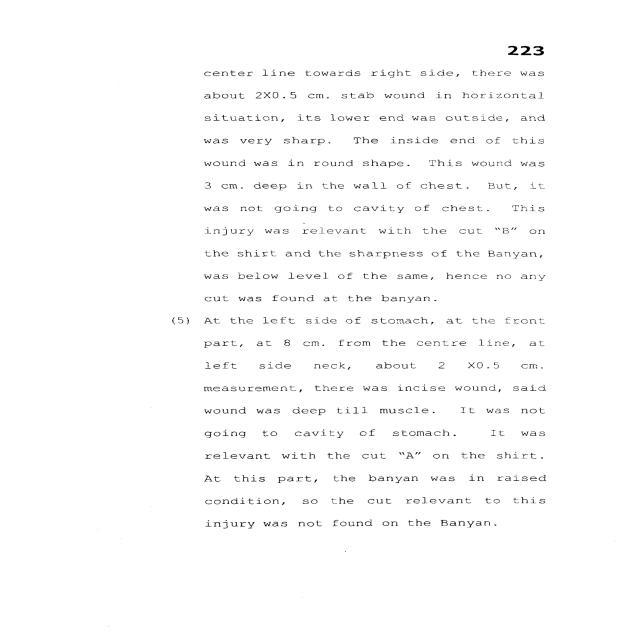 223
center line towards right side, there was
about 2X0.5 cm. stab wound in horizontal
situation, its lower end was outside, and
was very sharp. The inside end of this
wound was in round shape. This wound was
3 cm. deep in the wall of chest. But, it
was not going to cavity of chest. This
injury was relevant with the cut “B” on
the shirt and the sharpness of the Banyan,
was below level of the same, hence no any
cut was found at the banyan.
(5) At the left side of stomach, at the front
part, at 8 cm. from the centre line, at
left side neck, about 2 X0.5 cm.
measurement, there was incise wound, said
wound was deep till muscle. It was not
going to cavity of stomach. It was
relevant with the cut “A” on the shirt.
At this part, the banyan was in raised
condition, so the cut relevant to this
injury was not found on the Banyan.